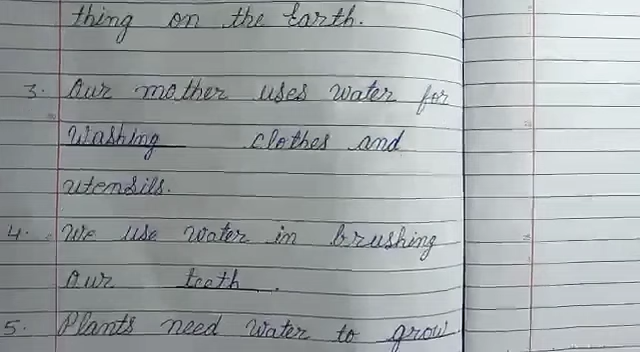 thing on the Earth.
3. Our mother uses water for
Washing clothes and
utensils.
4. We use water in brushing
Our teeth.
5. Plants need water to grow